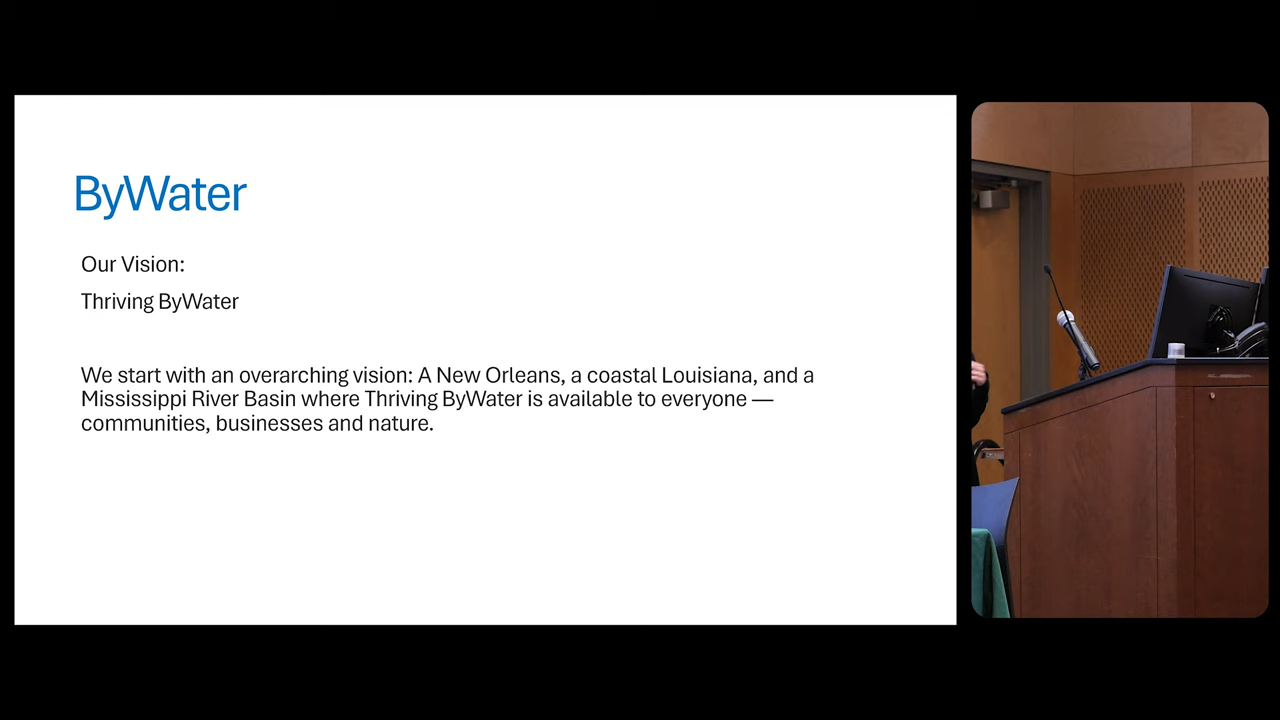 ByWater
Our Vision:
Thriving ByWater
We start with an overarching vision: A New Orleans, a coastal Louisiana, and a
Mississippi River Basin where Thriving ByWater is available to everyone —
communities, businesses and nature.